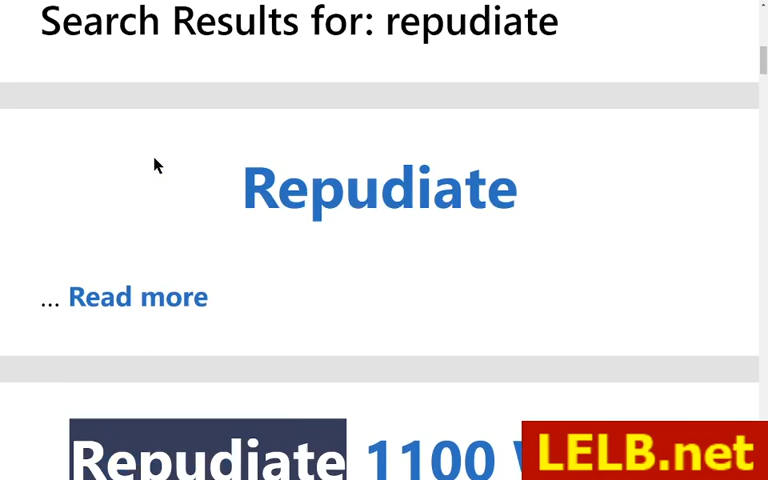 Search Results for: repudiate
Repudiate
... Read more
Repudiate 1100
LELB.net